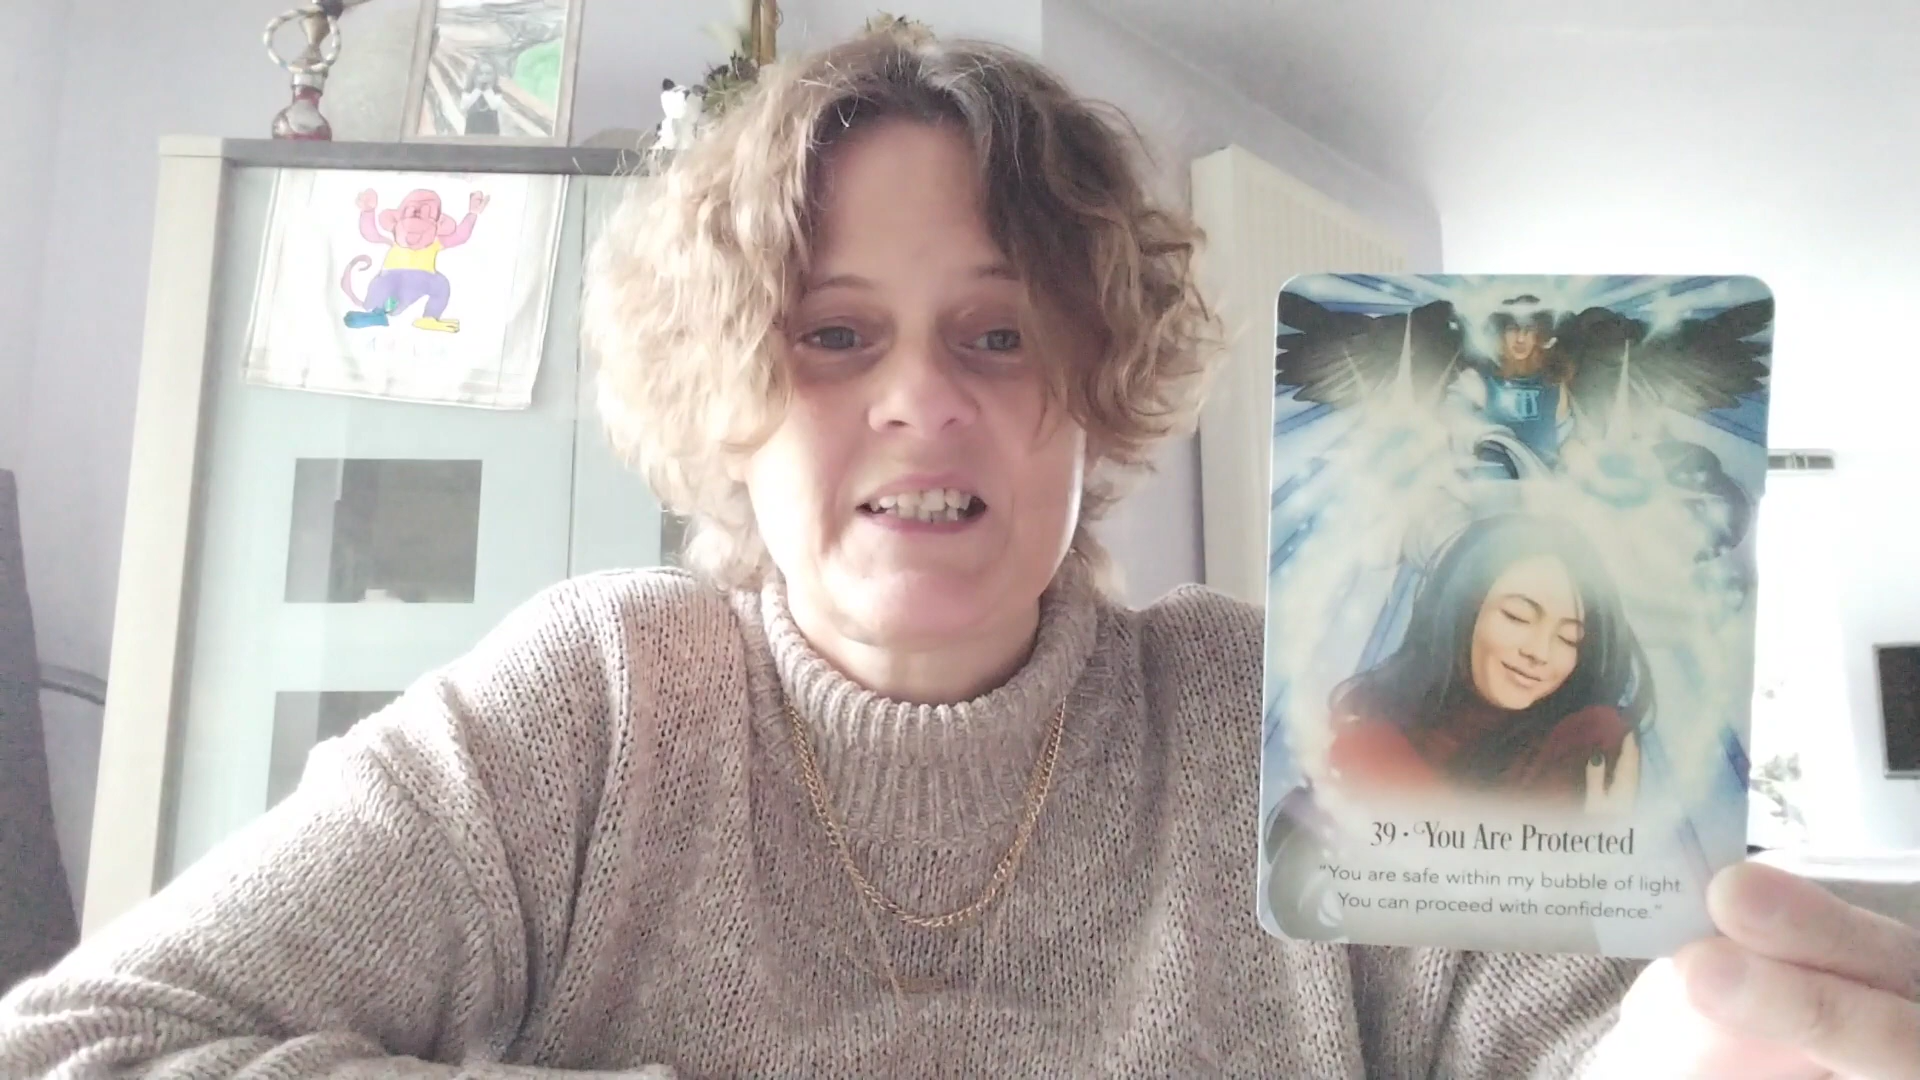 39 · You Are Protected
"You are safe within my bubble of light.
You can proceed with confidence."